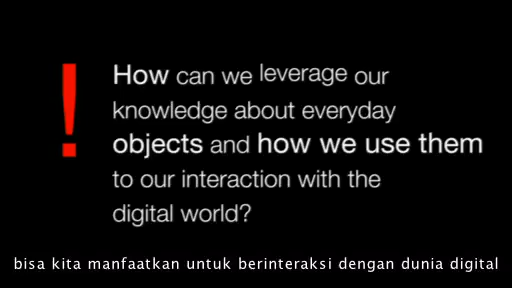 !
How can we leverage our
knowledge about everyday
objects and how we use them
to our interaction with the
digital world?
bisa kita manfaatkan untuk berinteraksi dengan dunia digital